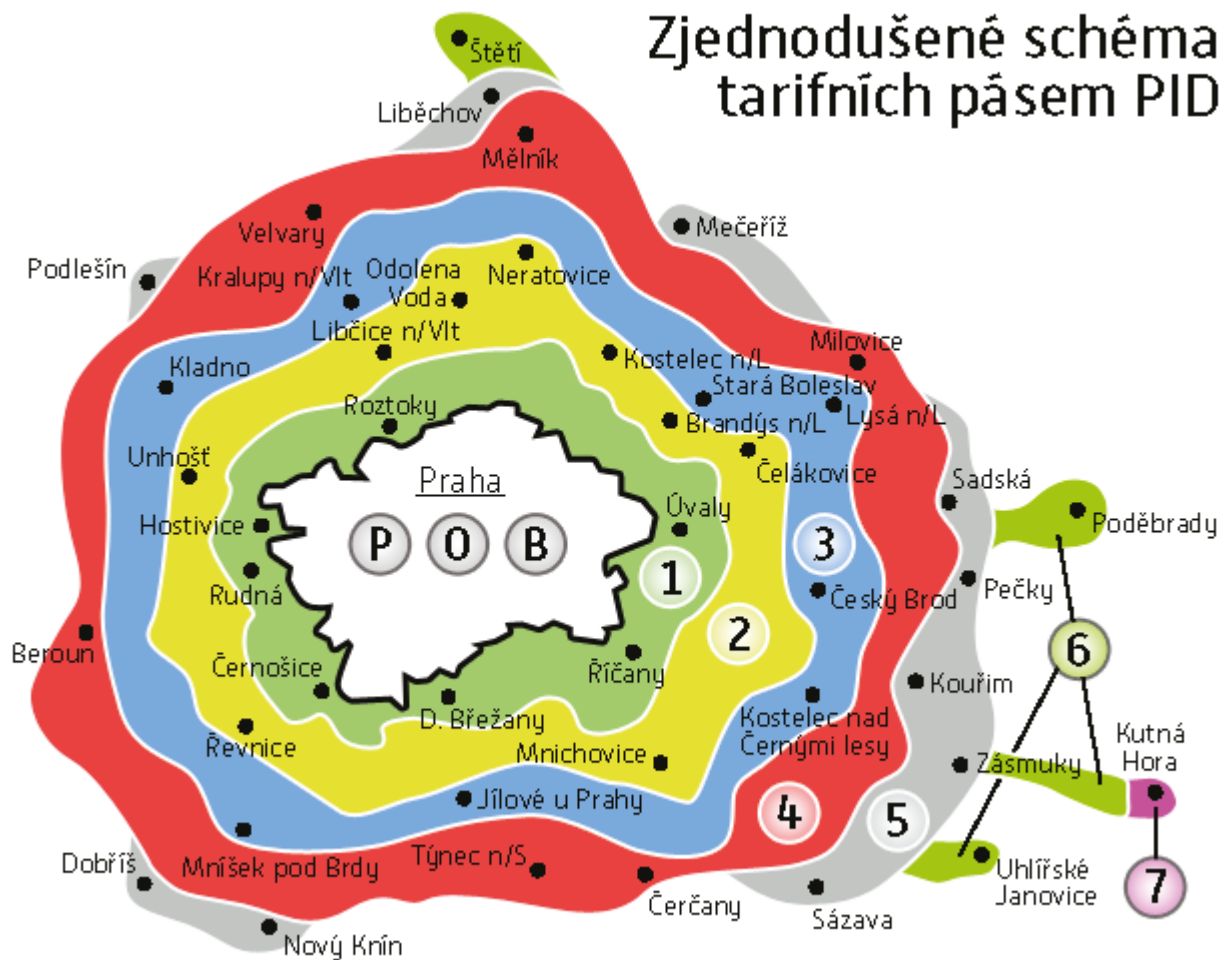 Zjednodušené schéma
tarifních pásem PID
Štětí
Liběchov
Mělník
Velvary
Mečeříž
Podlešín
Kralupy n/Vlt
Odolena
Voda
Neratovice
Libčice n/Vlt
Milovice
Kladno
Kostelec n/L
Stará Boleslav
Roztoky
Brandýs n/L
Lysá n/L
Unhošť
Praha
Čelákovice
Sadská
Hostivice
P O B
Úvaly
3
Poděbrady
Rudná
1
Český Brod
Pečky
Beroun
2
6
Černošice
Říčany
Kouřim
D. Břežany
Kostelec nad
Černými lesy
Řevnice
Mnichovice
Kutná
Hora
Zásmuky
Jílové u Prahy
4
5
Dobříš
Mníšek pod Brdy
Týnec n/S
Uhlířské
Janovice
7
Čerčany
Sázava
Nový Knín